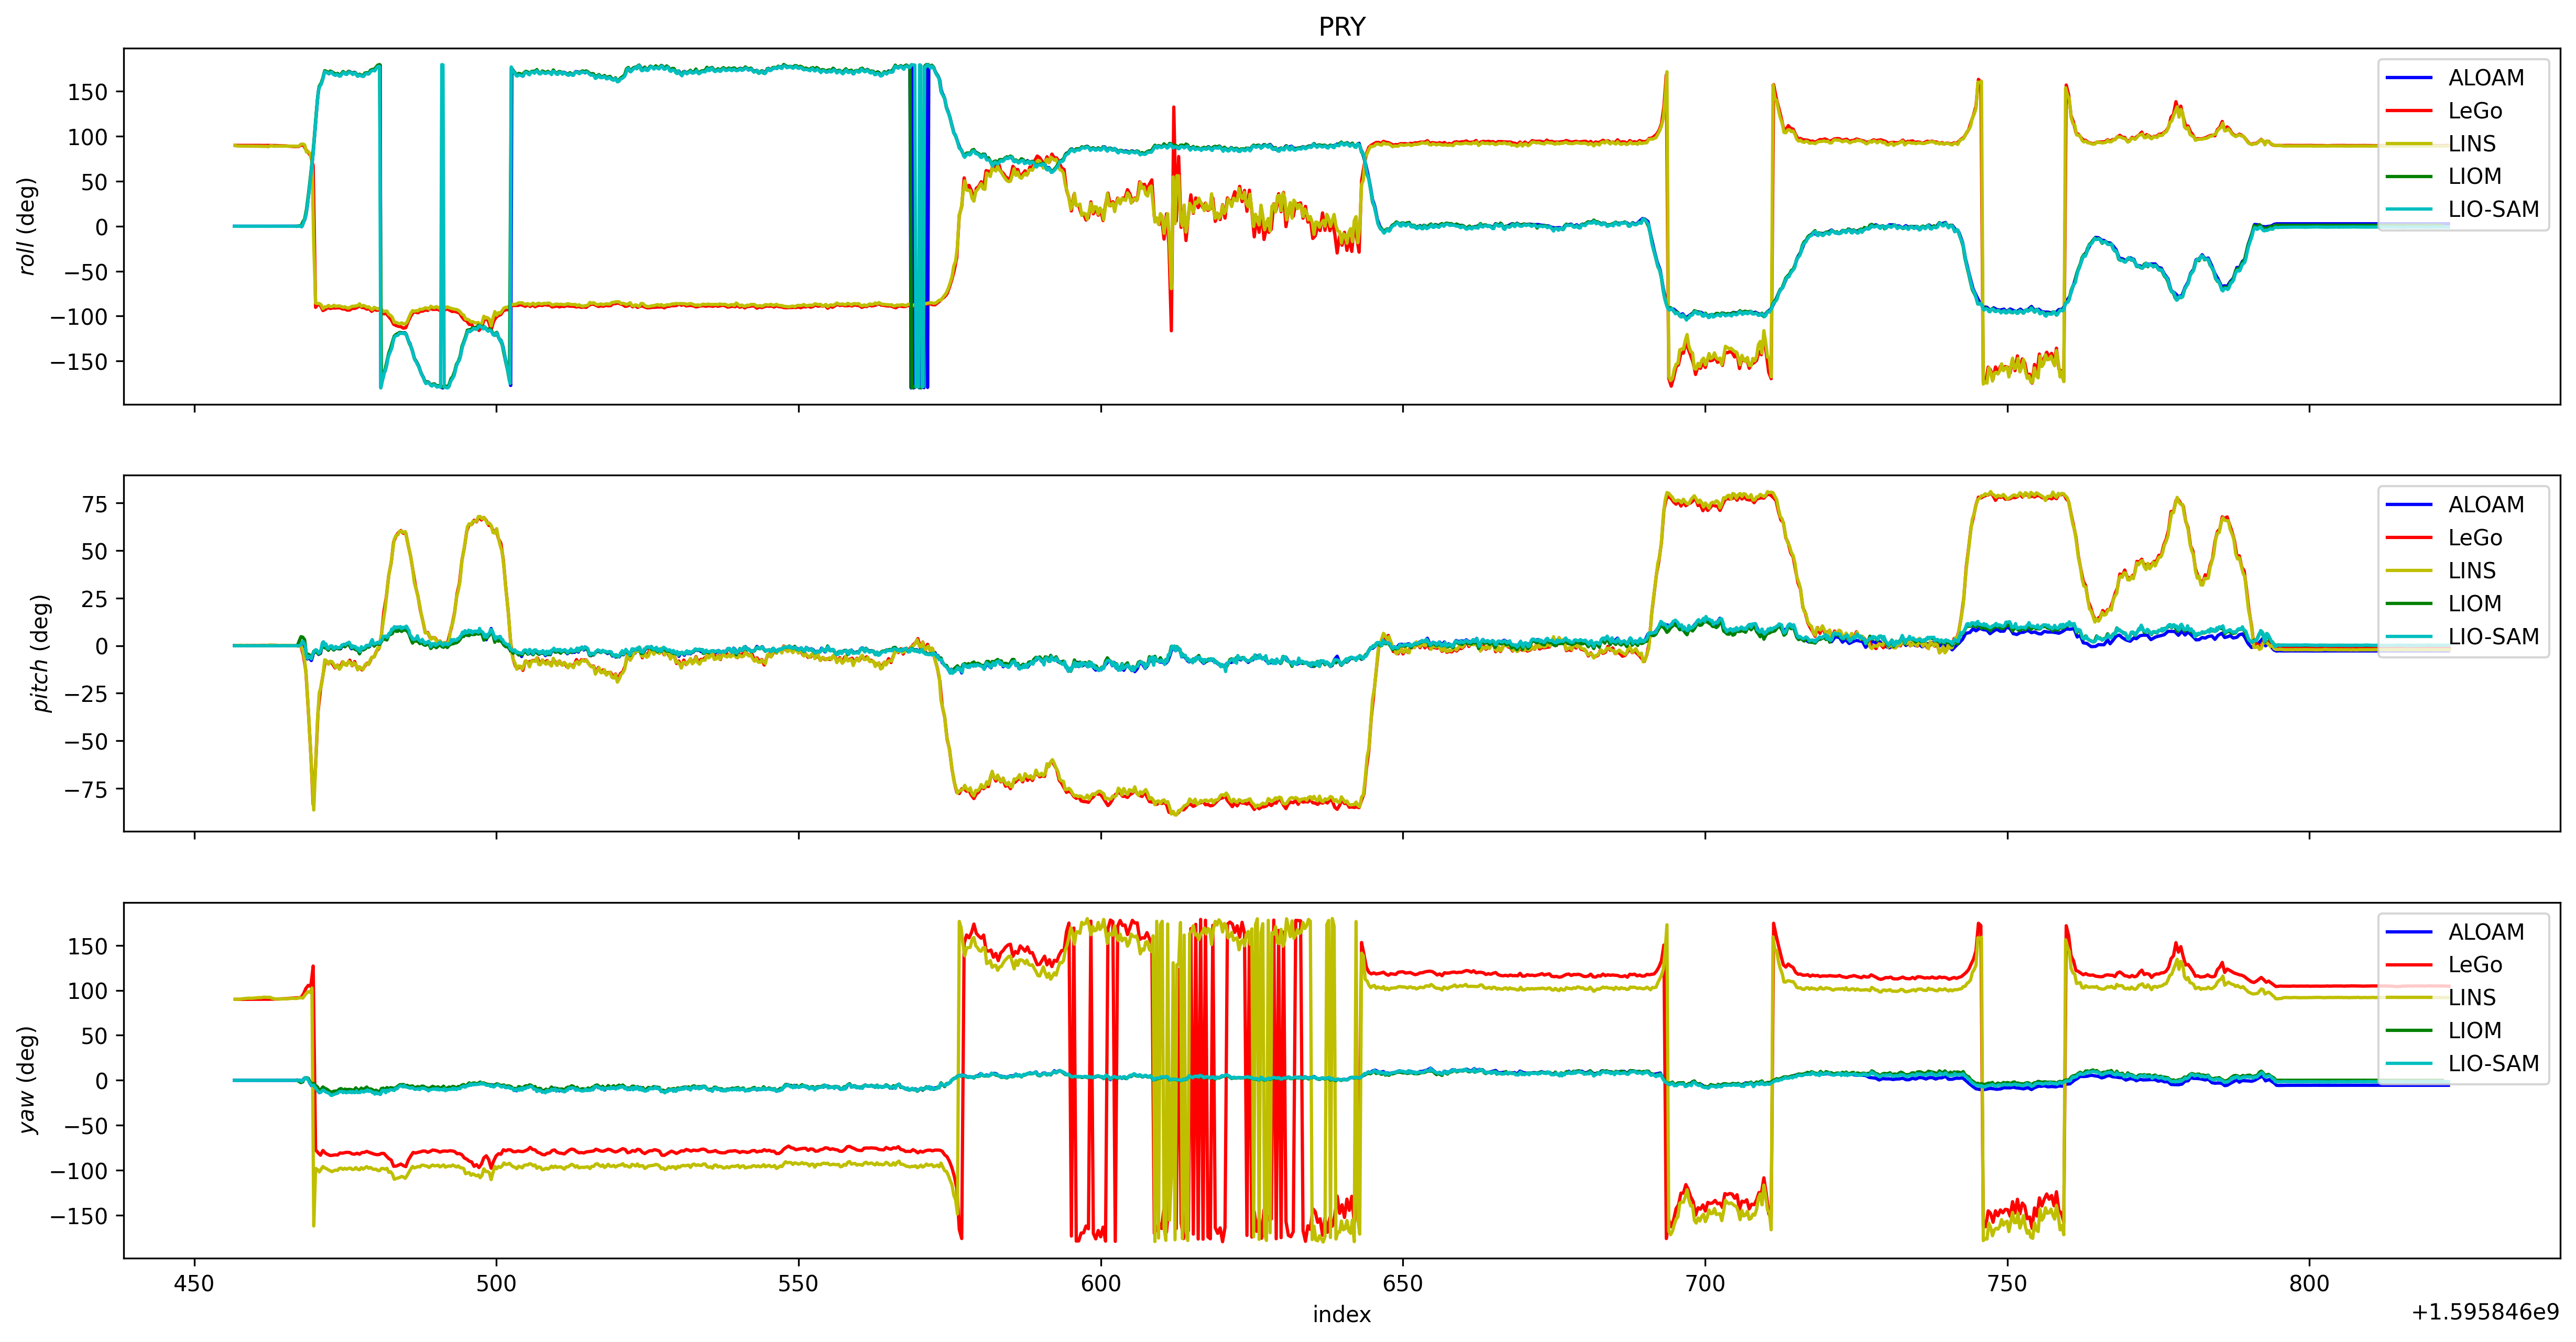 PRY
roll (deg)
150
100
50
0
−50
−100
−150
ALOAM
LeGo
LINS
LIOM
LIO-SAM
pitch (deg)
75
50
25
0
−25
−50
−75
ALOAM
LeGo
LINS
LIOM
LIO-SAM
yaw (deg)
150
100
50
0
−50
−100
−150
ALOAM
LeGo
LINS
LIOM
LIO-SAM
450 500 550 600 650 700 750 800
index
+1.595846e9